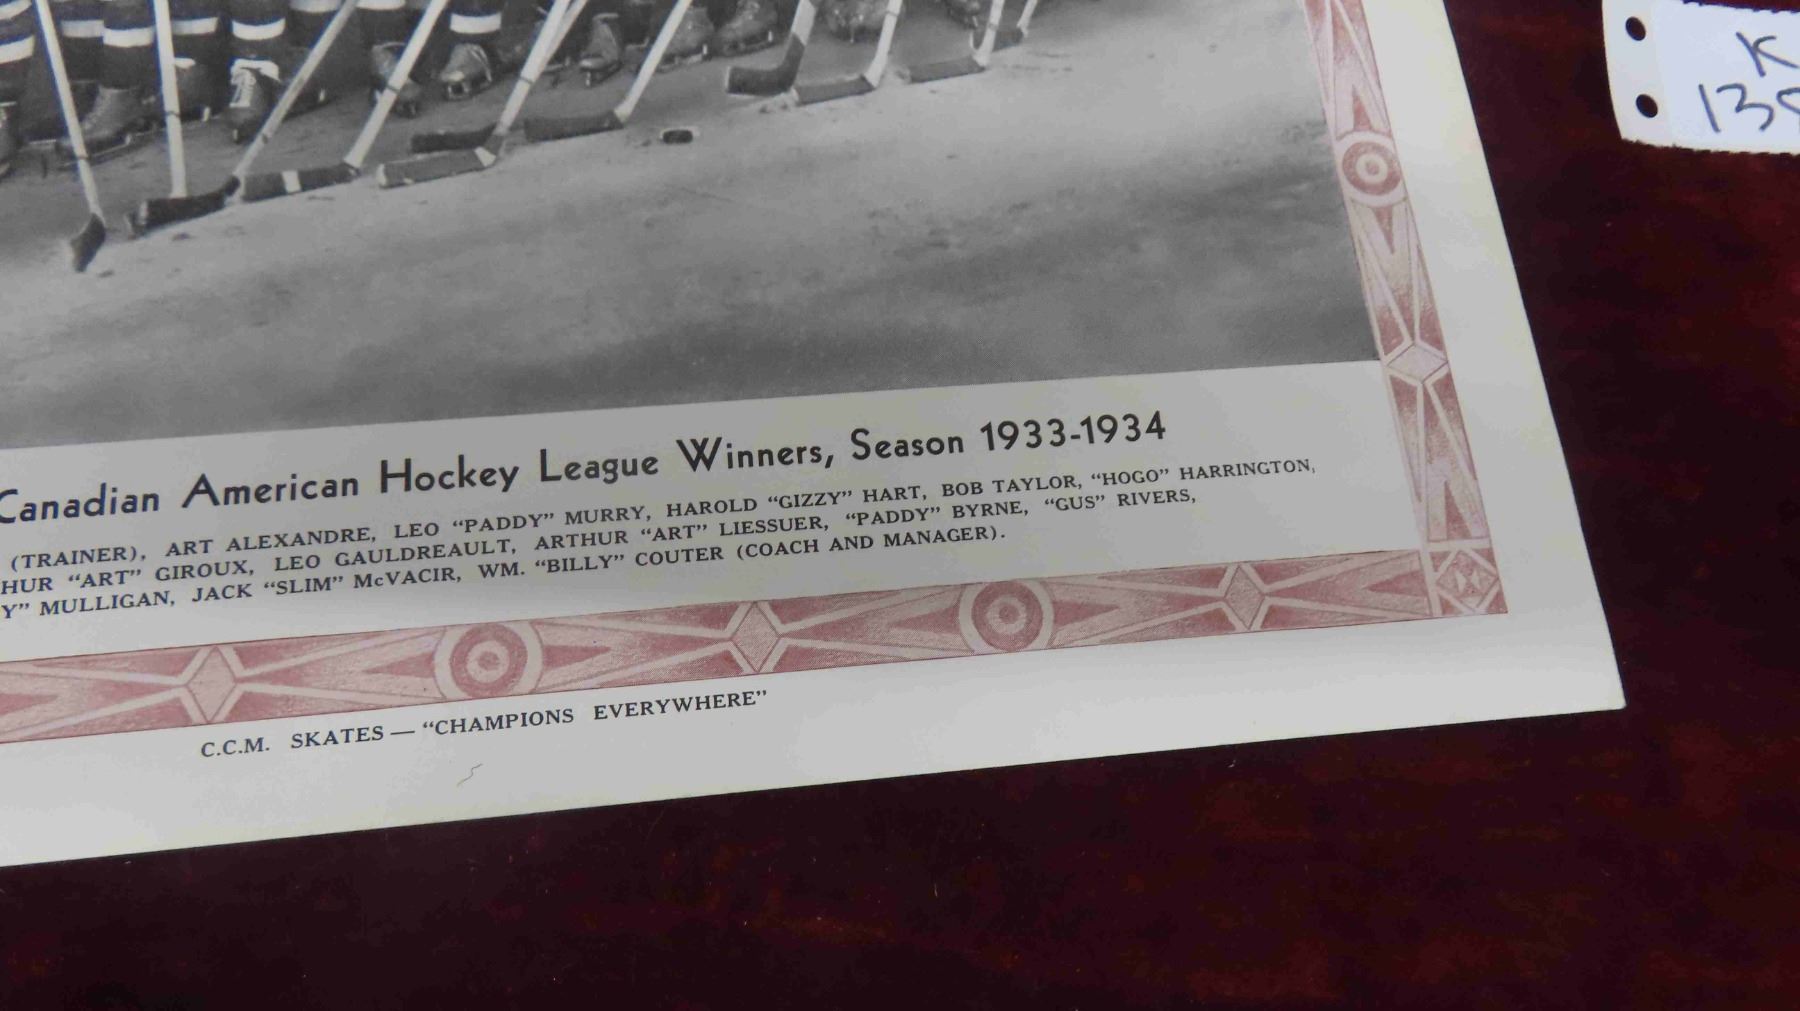 Canadian American Hockey League Winners, Season 1933-1934
(TRAINER), ART ALEXANDRE, LEO “PADDY” MURRY, HAROLD “GIZZY” HART, BOB TAYLOR, “HOGO” HARRINGTON,
HUR “ART” GIROUX, LEO GAULDREAULT, ARTHUR “ART” LIESSUER, “PADDY” BYRNE, “GUS” RIVERS,
Y” MULLIGAN, JACK “SLIM” McVACIR, WM. “BILLY” COUTER (COACH AND MANAGER).
C.C.M. SKATES — “CHAMPIONS EVERYWHERE”
K